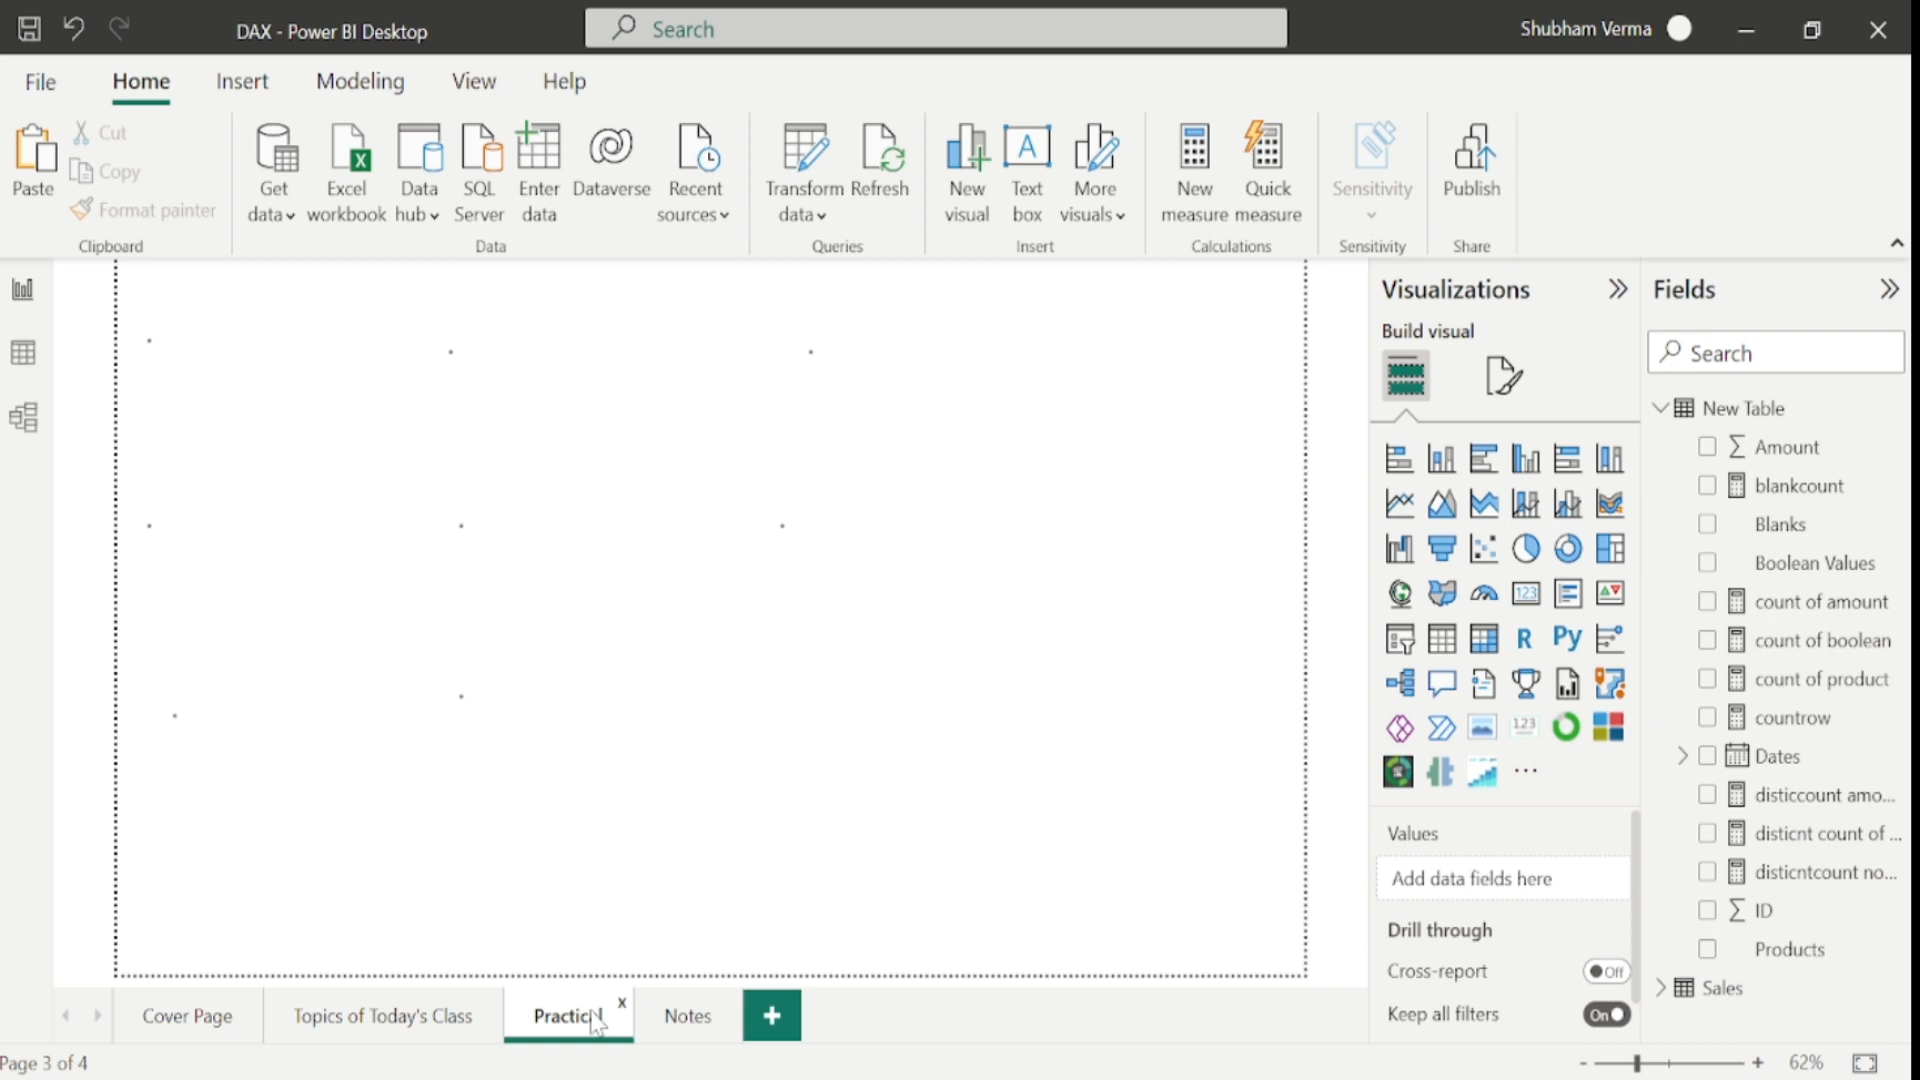 DAX - Power BI Desktop
Search
Shubham Verma
File
Home
Insert
Modeling
View
Help
Paste
Cut
Copy
Format painter
Clipboard
Get data
Excel workbook
Data hub
SQL Server
Enter data
Dataverse
Recent sources
Data
Transform data
Refresh
Queries
New visual
A
Text box
More visuals
Insert
New measure
Quick measure
Calculations
Sensitivity
Sensitivity
Publish
Share
Visualizations
Build visual
123
R
Py
123
...
Values
Add data fields here
Drill through
Cross-report
Off
Keep all filters
On
Fields
Search
New Table
Amount
blankcount
Blanks
Boolean Values
count of amount
count of boolean
count of product
countrow
Dates
disticcount amo...
disticnt count of ...
disticntcount no...
ID
Products
Sales
Cover Page
Topics of Today's Class
Practical
x
Notes
+
Page 3 of 4
- + 62%